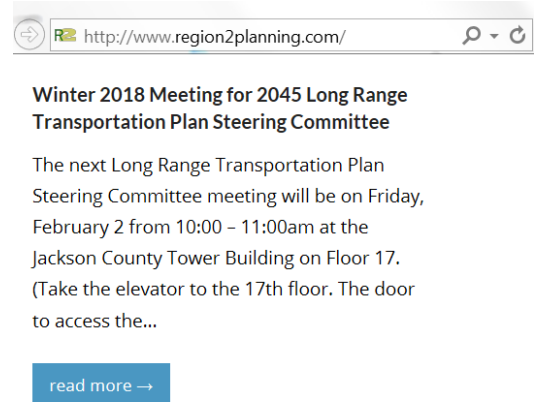 R2 http://www.region2planning.com/
Winter 2018 Meeting for 2045 Long Range
Transportation Plan Steering Committee
The next Long Range Transportation Plan
Steering Committee meeting will be on Friday,
February 2 from 10:00 – 11:00am at the
Jackson County Tower Building on Floor 17.
(Take the elevator to the 17th floor. The door
to access the...
read more →